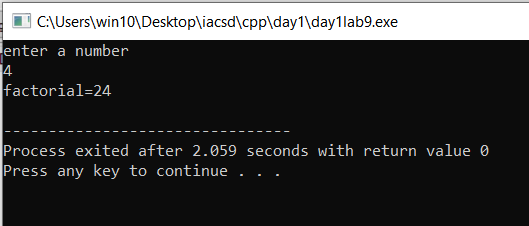 C:\Users\win10\Desktop\iacsd\cpp\day1\day1lab9.exe
enter a number
4
factorial=24
--------------------------------
Process exited after 2.059 seconds with return value 0
Press any key to continue . . .